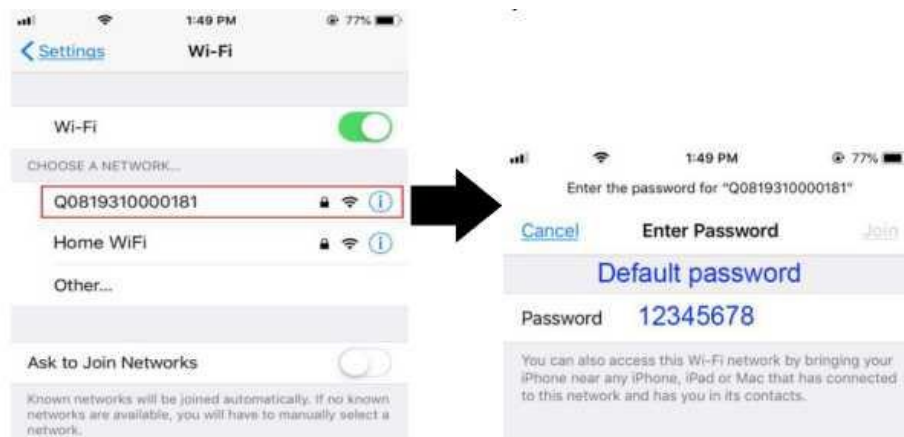 1:49 PM
77%
Settings
Wi-Fi
Wi-Fi
CHOOSE A NETWORK...
Q0819310000181
Home WiFi
Other...
Ask to Join Networks
Known networks will be joined automatically. If no known
networks are available, you will have to manually select a
network.
1:49 PM
77%
Enter the password for "Q0819310000181"
Cancel
Enter Password
Join
Default password
Password
12345678
You can also access this Wi-Fi network by bringing your
iPhone near any iPhone, iPad or Mac that has connected
to this network and has you in its contacts.